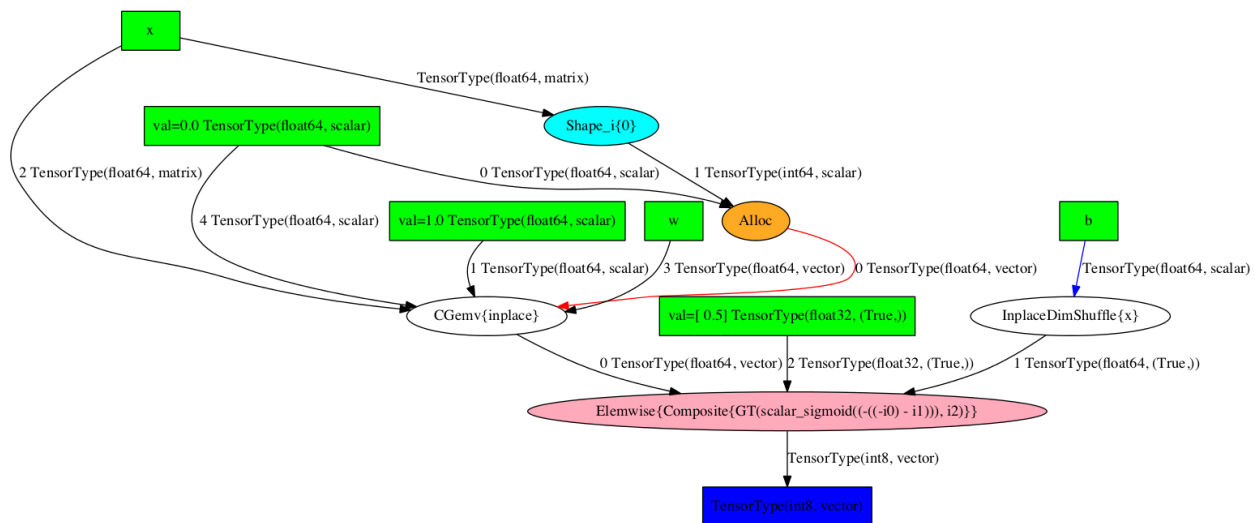 x
TensorType(float64, matrix)
val=0.0 TensorType(float64, scalar)
Shape_i{0}
2 TensorType(float64, matrix)
0 TensorType(float64, scalar)
1 TensorType(int64, scalar)
4 TensorType(float64, scalar)
val=1.0 TensorType(float64, scalar)
w
Alloc
b
1 TensorType(float64, scalar)
3 TensorType(float64, vector)
0 TensorType(float64, vector)
TensorType(float64, scalar)
CGemv{inplace}
val=[ 0.5] TensorType(float32, (True,))
InplaceDimShuffle{x}
0 TensorType(float64, vector)
2 TensorType(float32, (True,))
1 TensorType(float64, (True,))
Elemwise{Composite{GT(scalar_sigmoid((-((-i0) - i1))), i2)}}
TensorType(int8, vector)
TensorType(int8, vector)